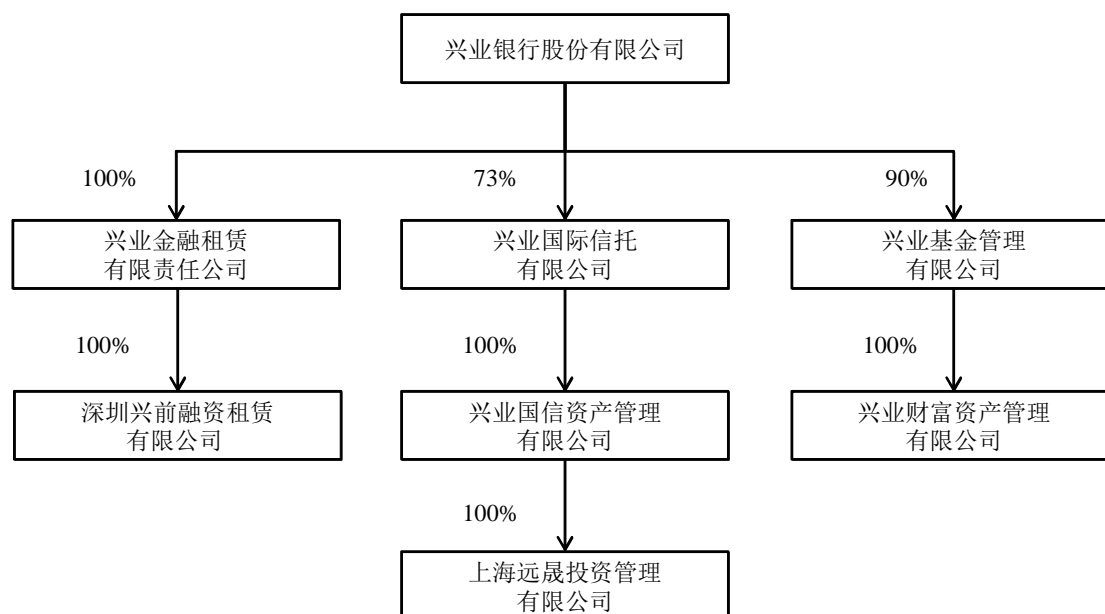 兴业银行股份有限公司
100%
73%
90%
兴业金融租赁
有限责任公司
兴业国际信托
有限公司
兴业基金管理
有限公司
100%
100%
100%
深圳兴前融资租赁
有限公司
兴业国信资产管理
有限公司
兴业财富资产管理
有限公司
100%
上海远晟投资管理
有限公司